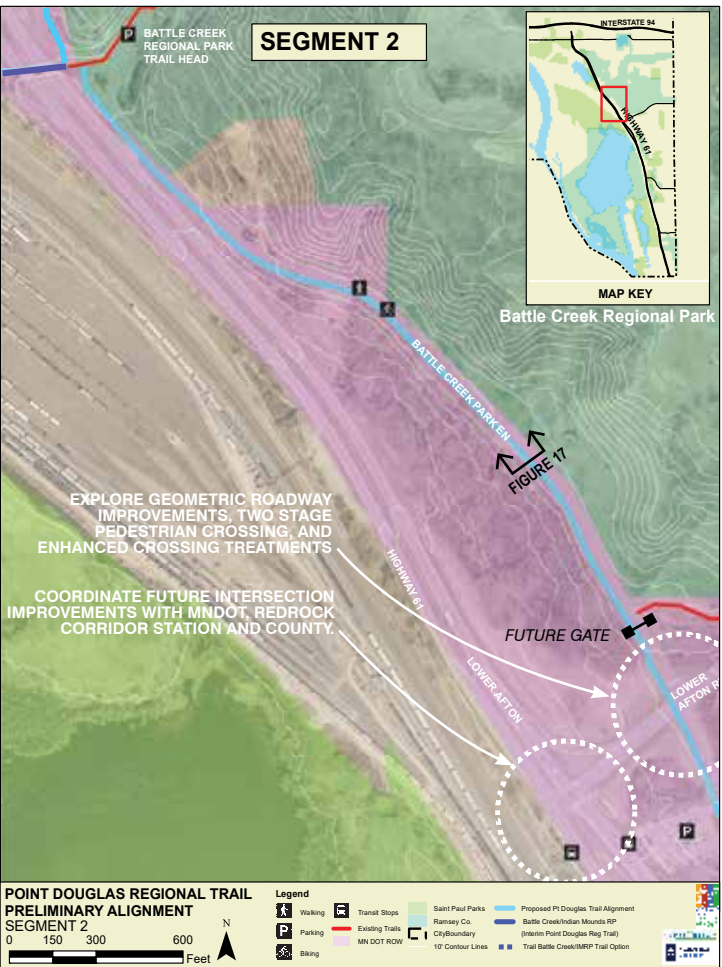 BATTLE CREEK
REGIONAL PARK
TRAIL HEAD
P
SEGMENT 2
INTERSTATE 94
HIGHWAY 61
MAP KEY
Battle Creek Regional Park
BATTLE CREEK PARK EN
FIGURE 17
EXPLORE GEOMETRIC ROADWAY
IMPROVEMENTS, TWO STAGE
PEDESTRIAN CROSSING, AND
ENHANCED CROSSING TREATMENTS
HIGHWAY 61
COORDINATE FUTURE INTERSECTION
IMPROVEMENTS WITH MNDOT, REDROCK
CORRIDOR STATION AND COUNTY.
FUTURE GATE
LOWER AFTON
LOWER
AFTON R
P
POINT DOUGLAS REGIONAL TRAIL
PRELIMINARY ALIGNMENT
SEGMENT 2
0 150 300 600
Feet
N
Legend
Walking
P Parking
Biking
Transit Stops
Existing Trails
MN DOT ROW
Saint Paul Parks
Ramsey Co.
CityBoundary
10' Contour Lines
Proposed Pt Douglas Trail Alignment
Battle Creek/Indian Mounds RP
(Interim Point Douglas Reg Trail)
Trail Battle Creek/IMRP Trail Option